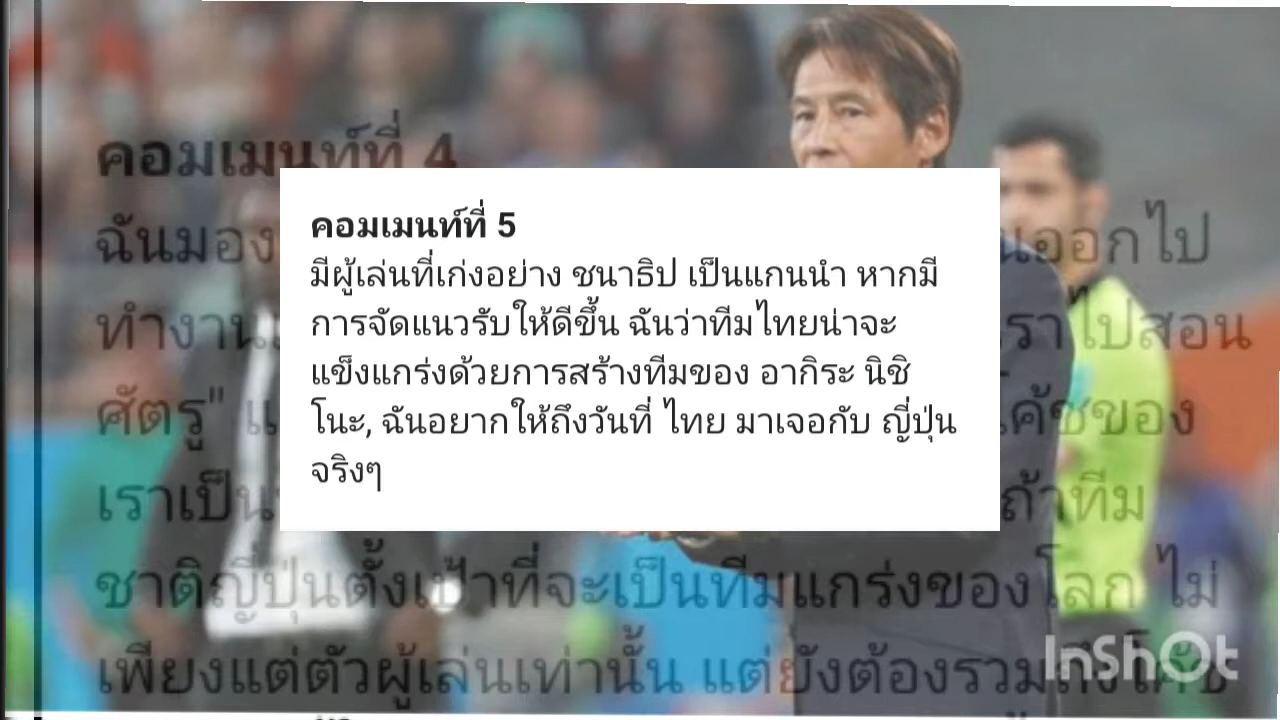 คอมเมนท์ที่ 4
ฉันมอง นออกไป
ทำงาน ราไปสอน
ศัตรู" แ ค้ชของ
เราเป็น ถ้าทีม
ชาติญี่ปุ่นตั้งเป้าที่จะเป็นทีมแกร่งของโลก ไม่
เพียงแต่ตัวผู้เล่นเท่านั้น แต่ยังต้องรวมถึงโค้ช
คอมเมนท์ที่ 5
มีผู้เล่นที่เก่งอย่าง ชนาธิป เป็นแกนนำ หากมี
การจัดแนวรับให้ดีขึ้น ฉันว่าทีมไทยน่าจะ
แข็งแกร่งด้วยการสร้างทีมของ อากิระ นิชิ
โนะ, ฉันอยากให้ถึงวันที่ ไทย มาเจอกับ ญี่ปุ่น
จริงๆ
InShOt